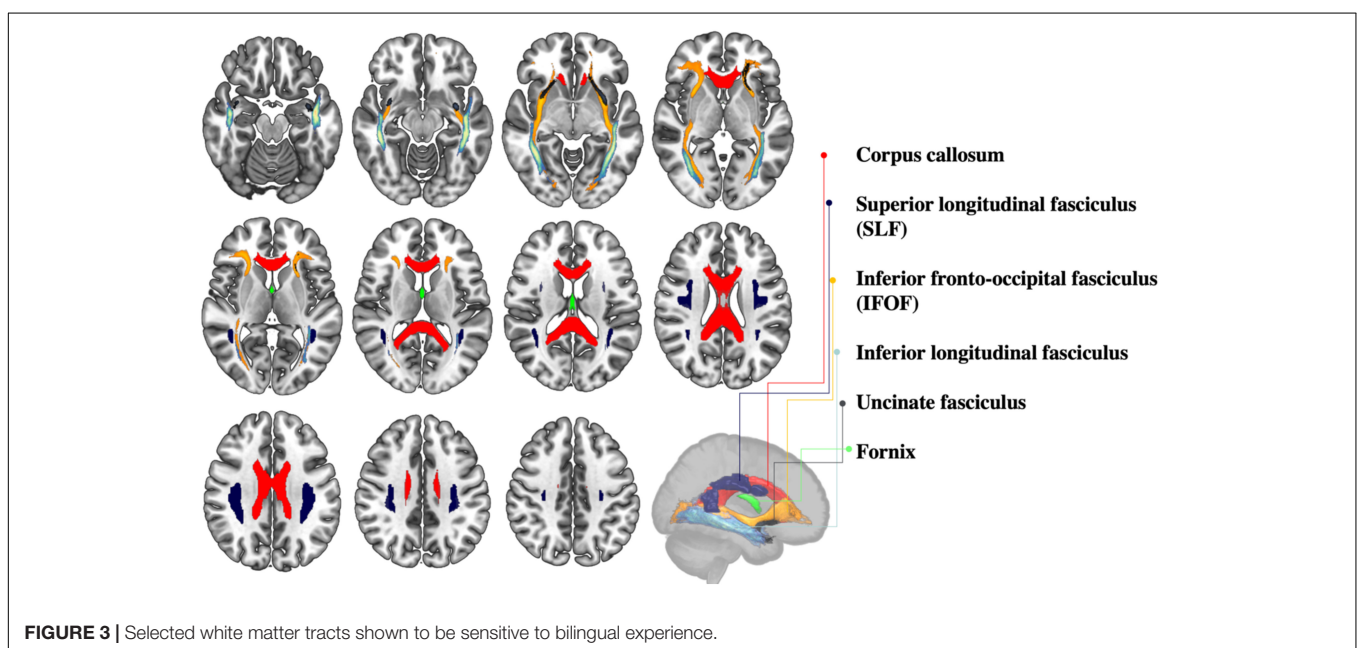 Corpus callosum
Superior longitudinal fasciculus
(SLF)
Inferior fronto-occipital fasciculus
(IFOF)
Inferior longitudinal fasciculus
Uncinate fasciculus
Fornix
FIGURE 3 | Selected white matter tracts shown to be sensitive to bilingual experience.